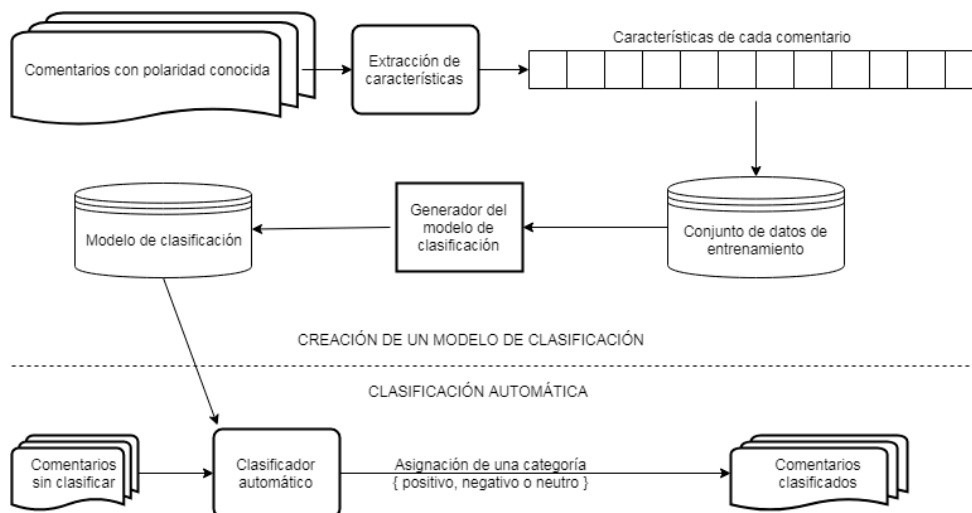 Comentarios con polaridad conocida
Extracción de
características
Características de cada comentario
Modelo de clasificación
Generador del
modelo de
clasificación
Conjunto de datos de
entrenamiento
CREACIÓN DE UN MODELO DE CLASIFICACIÓN
CLASIFICACIÓN AUTOMÁTICA
Comentarios
sin clasificar
Clasificador
automático
Asignación de una categoría
{ positivo, negativo o neutro }
Comentarios
clasificados